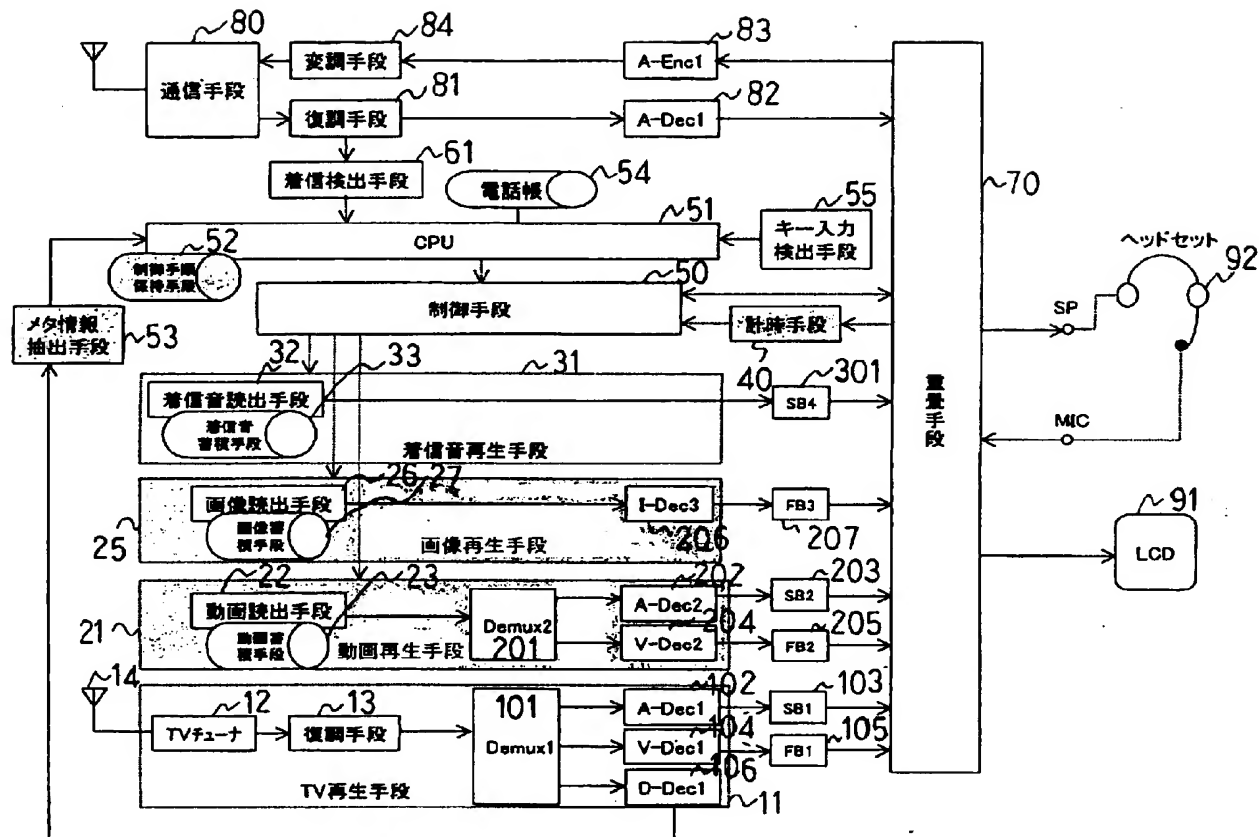 80
84
83
変調手段
A-Enc1
通信手段
81
82
復調手段
A-Dec1
61
着信検出手段
電話帳
54
51
55
70
CPU
キー入力
検出手段
52
制御手順
保持手段
50
ヘッドセット
92
制御手段
計時手段
SP
メタ情報
抽出手段
53
32
33
31
40
301
着信音読出手段
SB4
着信音
蓄積手段
着信音再生手段
重畳手段
MIC
26
27
画像読出手段
I-Dec3
FB3
画像蓄
積手段
206
207
25
画像再生手段
91
LCD
22
23
202
203
動画読出手段
A-Dec2
SB2
動画蓄
積手段
Demux2
201
204
205
21
動画再生手段
V-Dec2
FB2
14
12
13
101
102
103
TVチューナ
復調手段
Demux1
A-Dec1
SB1
104
105
V-Dec1
FB1
106
D-Dec1
TV再生手段
11